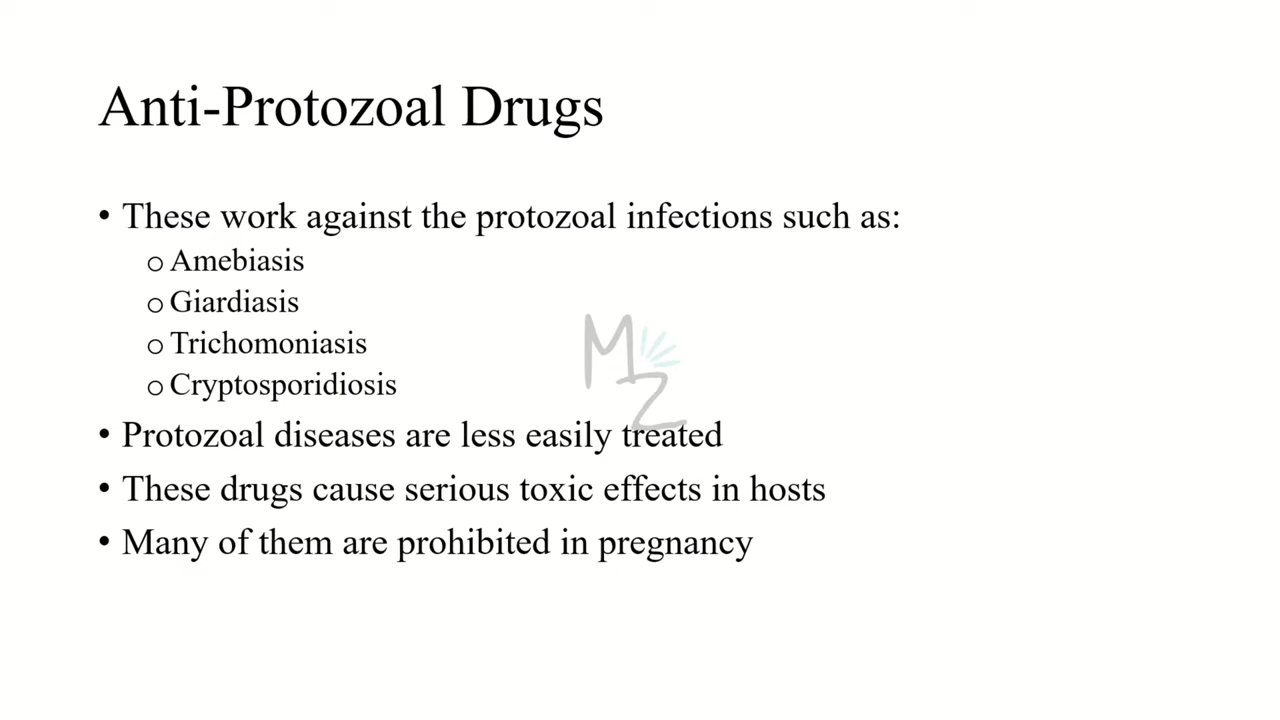 Anti-Protozoal Drugs
• These work against the protozoal infections such as:
o Amebiasis
o Giardiasis
o Trichomoniasis
o Cryptosporidiosis
MZ
• Protozoal diseases are less easily treated
• These drugs cause serious toxic effects in hosts
• Many of them are prohibited in pregnancy